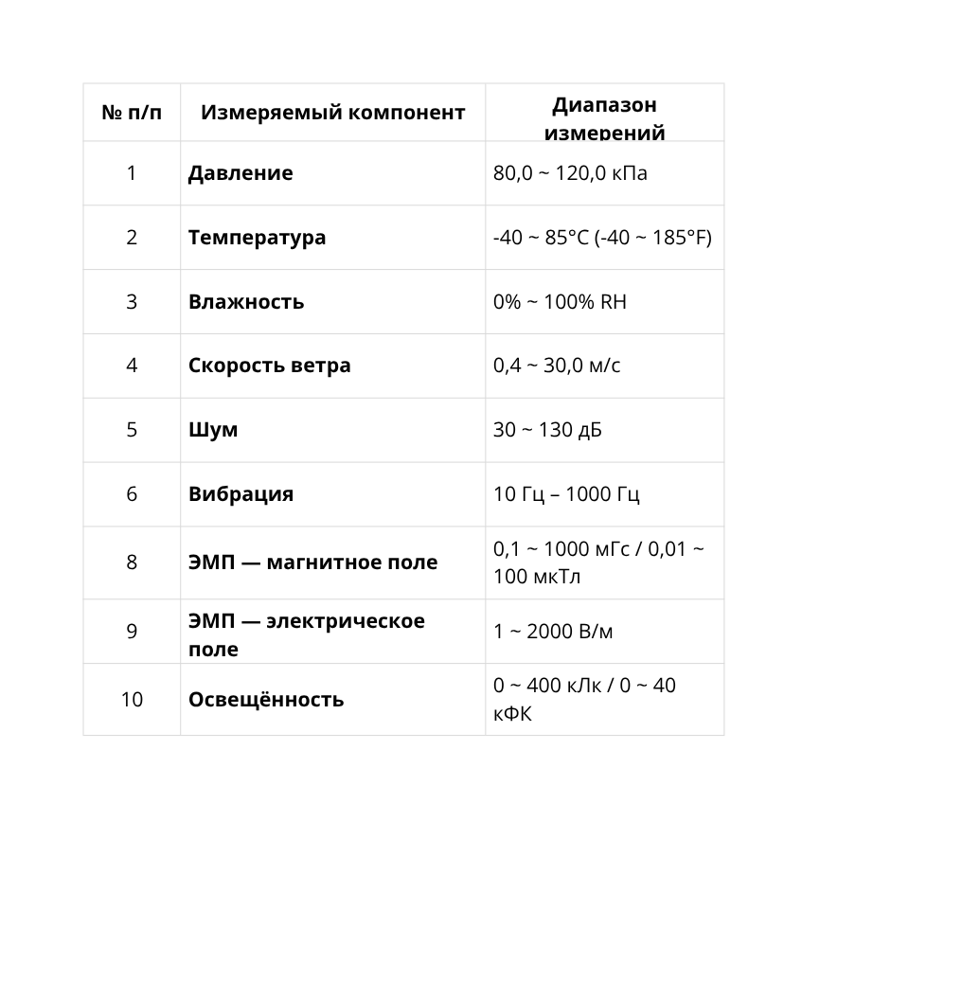 № п/п Измеряемый компонент Диапазон
измерений
1 Давление 80,0 ~ 120,0 кПа
2 Температура -40 ~ 85°C (-40 ~ 185°F)
3 Влажность 0% ~ 100% RH
4 Скорость ветра 0,4 ~ 30,0 м/с
5 Шум 30 ~ 130 дБ
6 Вибрация 10 Гц – 1000 Гц
8 ЭМП — магнитное поле 0,1 ~ 1000 мГс / 0,01 ~
100 мкТл
9 ЭМП — электрическое
поле 1 ~ 2000 В/м
10 Освещённость 0 ~ 400 кЛк / 0 ~ 40
кФК